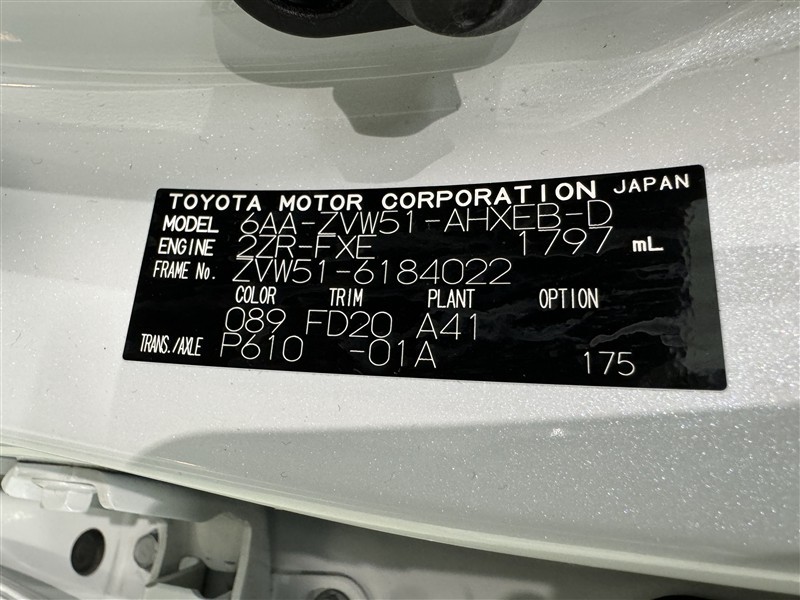 TOYOTA MOTOR CORPORATION JAPAN
MODEL 6AA-ZVW51-AHXEB-D
ENGINE 2ZR-FXE 1797 mL
FRAME No. ZVW51-6184022
COLOR TRIM PLANT OPTION
089 FD20 A41
TRANS./AXLE P610 -01A 175